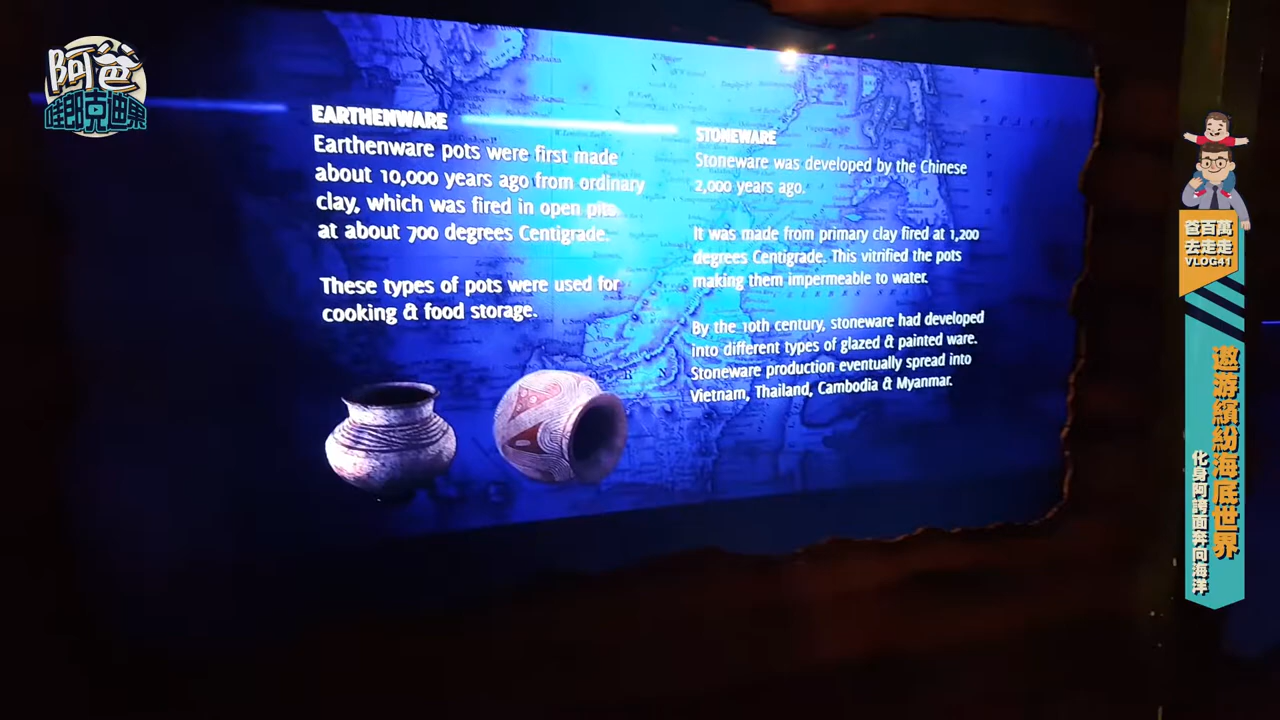 阿爸
哇即克迪果
EARTHENWARE
Earthenware pots were first made
about 10,000 years ago from ordinary
clay, which was fired in open pits
at about 700 degrees Centigrade.
These types of pots were used for
cooking & food storage.
STONEWARE
Stoneware was developed by the Chinese
2,000 years ago.
It was made from primary clay fired at 1,200
degrees Centigrade. This vitrified the pots
making them impermeable to water.
By the 10th century, stoneware had developed
into different types of glazed & painted ware.
Stoneware production eventually spread into
Vietnam, Thailand, Cambodia & Myanmar.
爸百萬
去走走
VLOG41
遨游繽紛海底世界
化身阿誇面奔向海洋